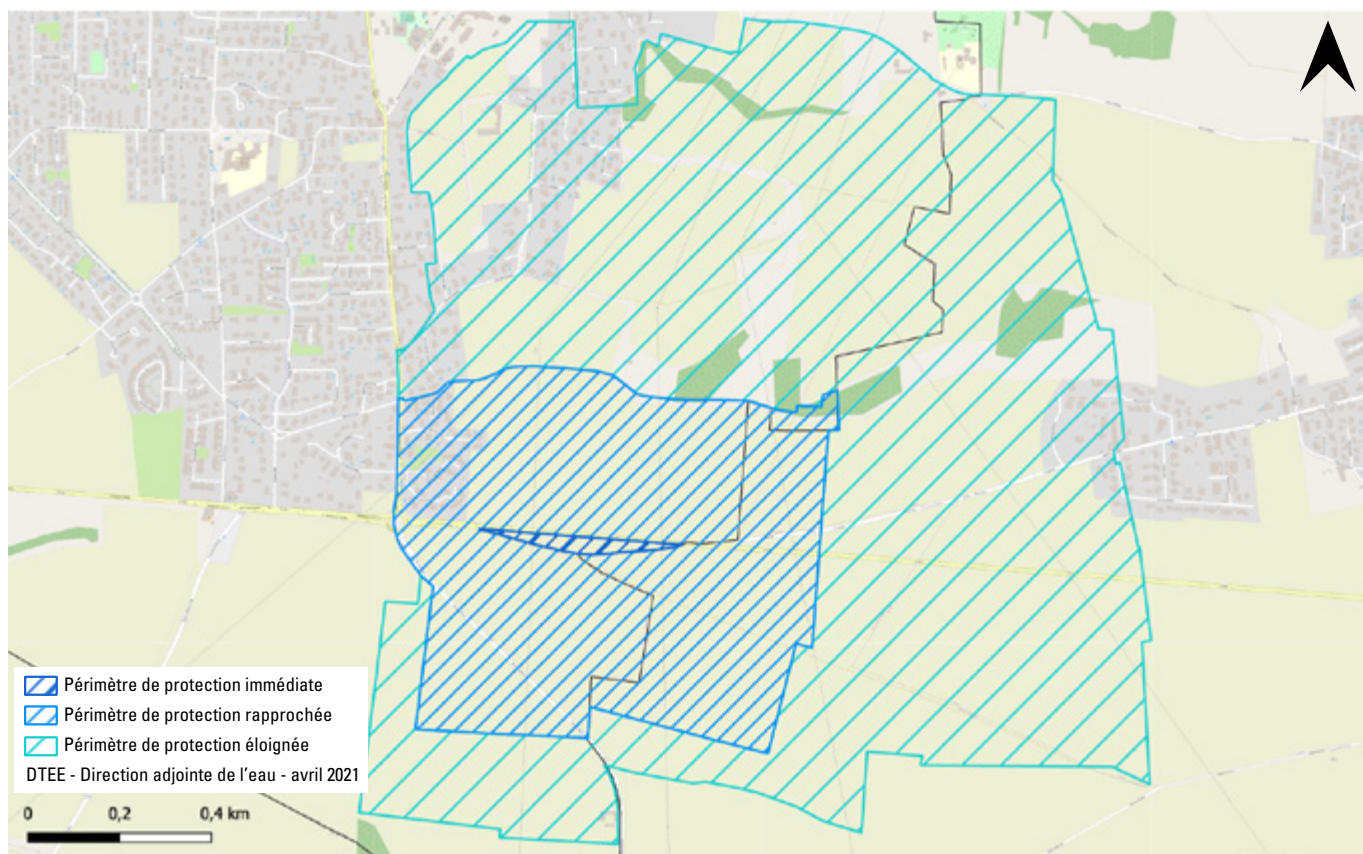 Périmètre de protection immédiate
Périmètre de protection rapprochée
Périmètre de protection éloignée
DTEE - Direction adjointe de l'eau - avril 2021
0 0,2 0,4 km